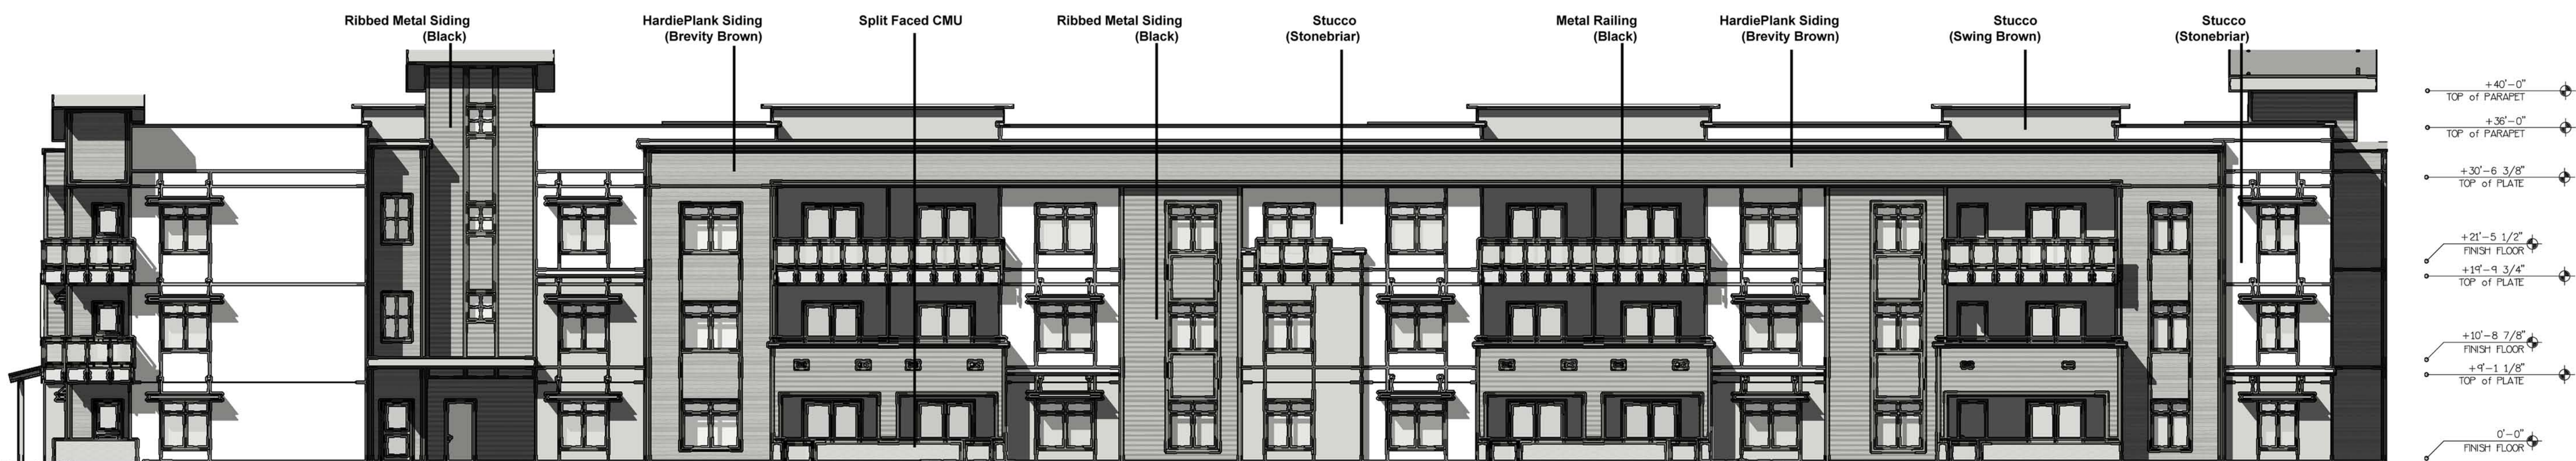 Ribbed Metal Siding
(Black)
HardiePlank Siding
(Brevity Brown)
Split Faced CMU
Ribbed Metal Siding
(Black)
Stucco
(Stonebriar)
Metal Railing
(Black)
HardiePlank Siding
(Brevity Brown)
Stucco
(Swing Brown)
Stucco
(Stonebriar)
+40'-0"
TOP of PARAPET
+36'-0"
TOP of PARAPET
+30'-6 3/8"
TOP of PLATE
+21'-5 1/2"
FINISH FLOOR
+19'-9 3/4"
TOP of PLATE
+10'-8 7/8"
FINISH FLOOR
+9'-1 1/8"
TOP of PLATE
0'-0"
FINISH FLOOR